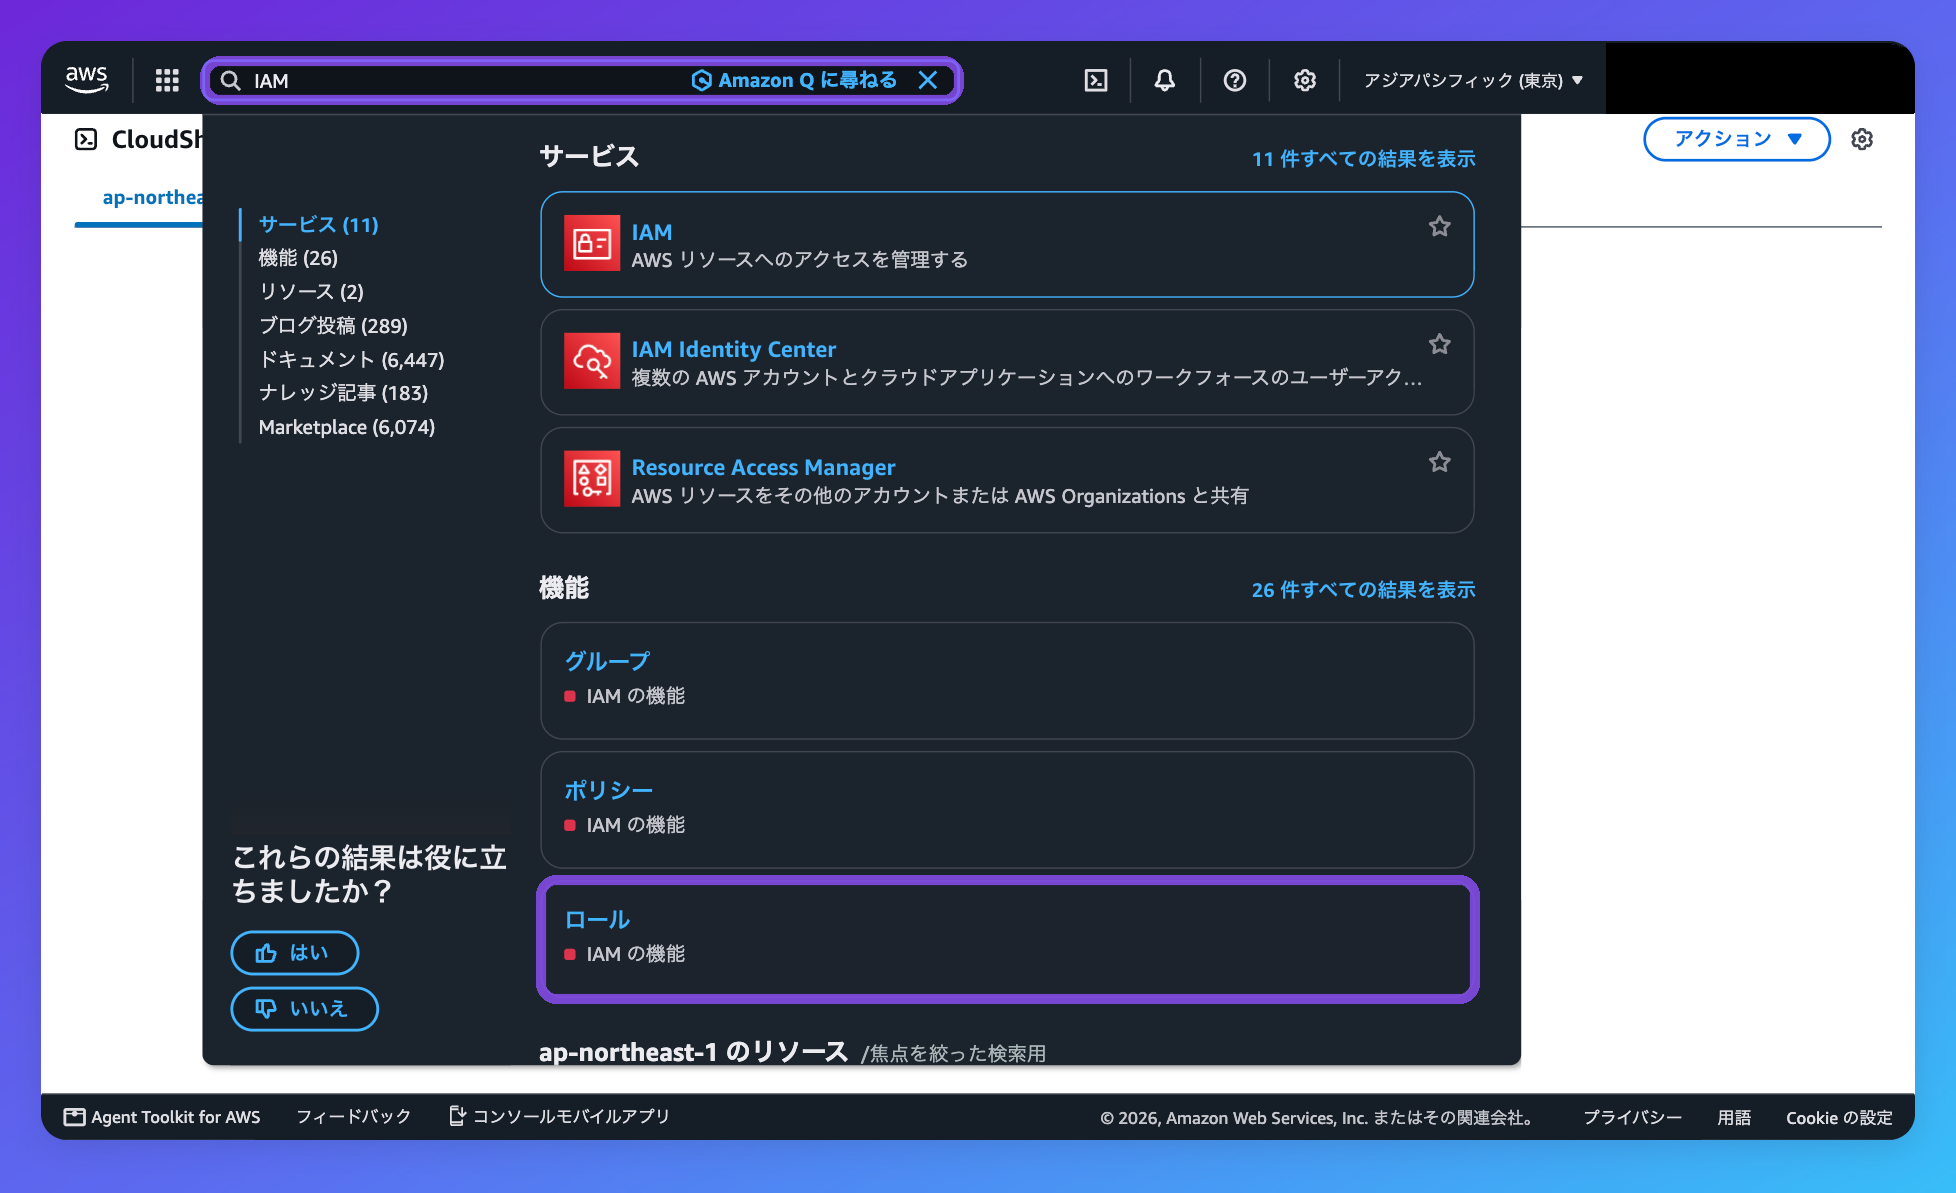 aws
IAM
Amazon Q に尋ねる
アジアパシフィック (東京)
CloudSh
アクション
ap-northea
サービス (11)
機能 (26)
リソース (2)
ブログ投稿 (289)
ドキュメント (6,447)
ナレッジ記事 (183)
Marketplace (6,074)
これらの結果は役に立
ちましたか？
はい
いいえ
サービス
11 件すべての結果を表示
IAM
AWS リソースへのアクセスを管理する
IAM Identity Center
複数の AWS アカウントとクラウドアプリケーションへのワークフォースのユーザーアク...
Resource Access Manager
AWS リソースをその他のアカウントまたは AWS Organizations と共有
機能
26 件すべての結果を表示
グループ
IAM の機能
ポリシー
IAM の機能
ロール
IAM の機能
ap-northeast-1 のリソース /焦点を絞った検索用
Agent Toolkit for AWS
フィードバック
コンソールモバイルアプリ
© 2026, Amazon Web Services, Inc. またはその関連会社。
プライバシー
用語
Cookie の設定